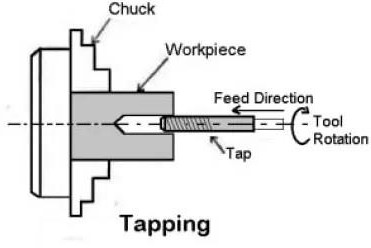 Chuck
Workpiece
Feed Direction
Tool
Rotation
Tap
Tapping